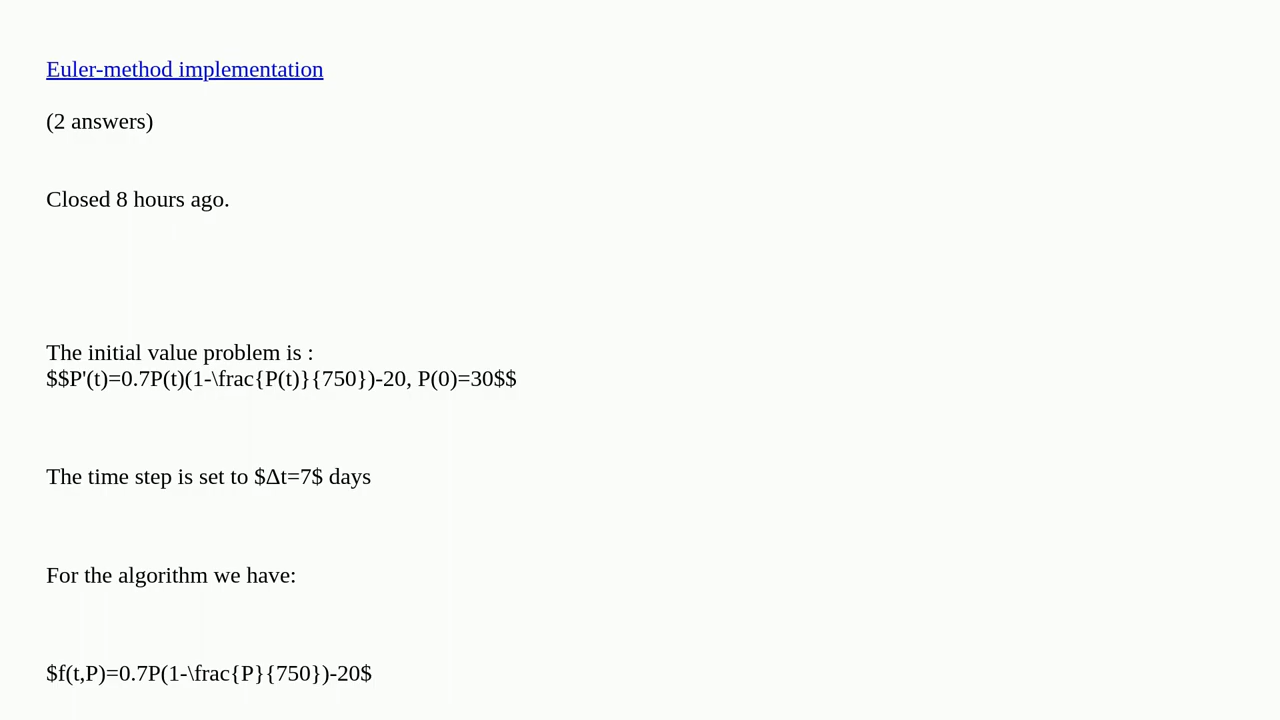 Euler-method implementation
(2 answers)
Closed 8 hours ago.
The initial value problem is :
$$P'(t)=0.7P(t)(1-\frac{P(t)}{750})-20, P(0)=30$$
The time step is set to $Δt=7$ days
For the algorithm we have:
$f(t,P)=0.7P(1-\frac{P}{750})-20$